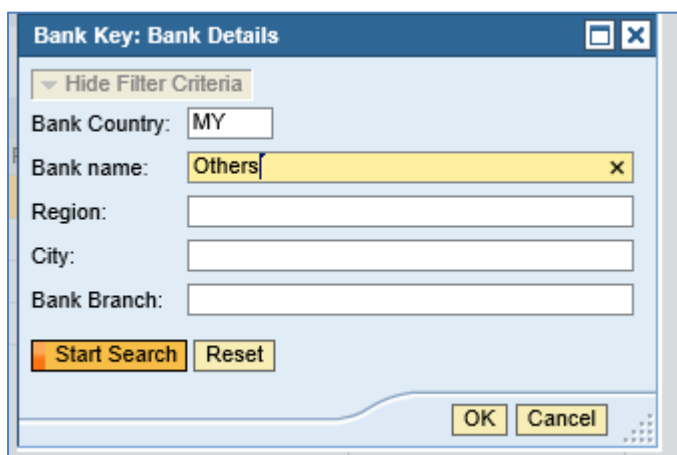 Bank Key: Bank Details
Hide Filter Criteria
Bank Country: MY
Bank name: Others
Region:
City:
Bank Branch:
Start Search Reset
OK Cancel